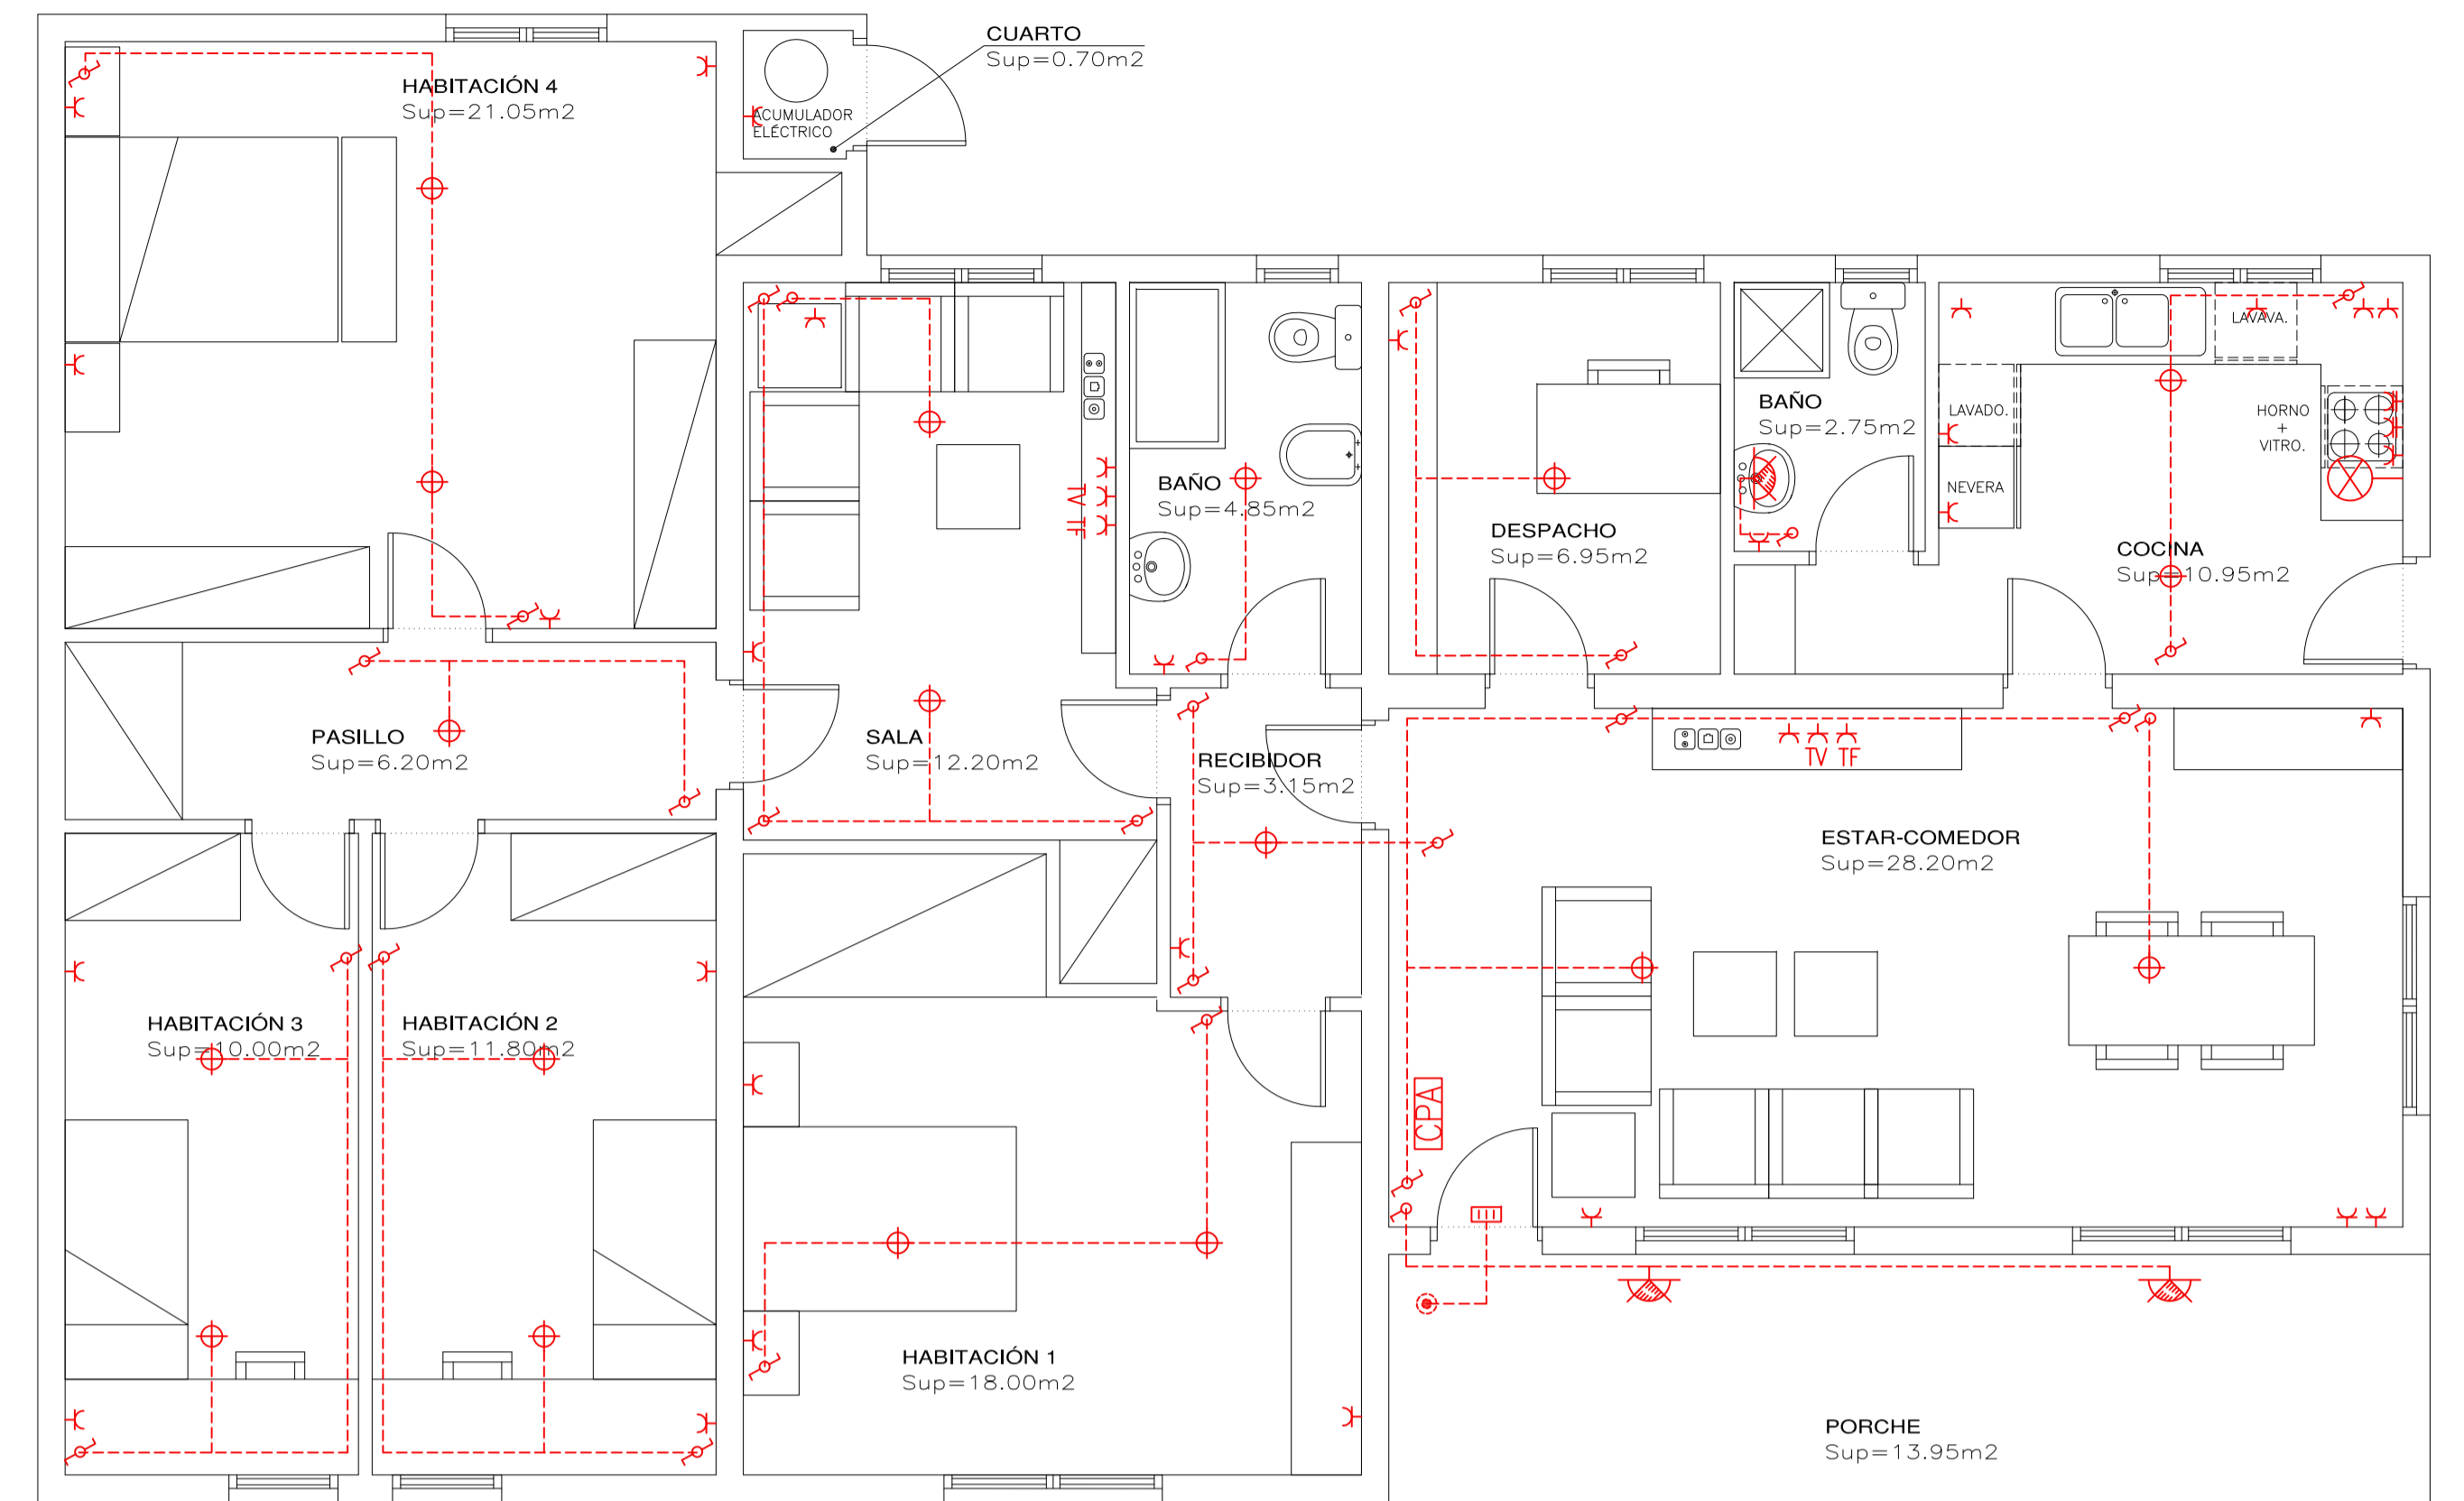 CUARTO
Sup=0.70m2
HABITACIÓN 4
Sup=21.05m2
ACUMULADOR
ELÉCTRICO
LAVAVA.
BAÑO
Sup=2.75m2
LAVADO.
HORNO
+
VITRO.
BAÑO
Sup=4.85m2
NEVERA
TV
TF
DESPACHO
Sup=6.95m2
COCINA
Sup=10.95m2
PASILLO
Sup=6.20m2
SALA
Sup=12.20m2
RECIBIDOR
Sup=3.15m2
TV TF
ESTAR-COMEDOR
Sup=28.20m2
HABITACIÓN 3
Sup=10.00m2
HABITACIÓN 2
Sup=11.80m2
CPA
HABITACIÓN 1
Sup=18.00m2
PORCHE
Sup=13.95m2